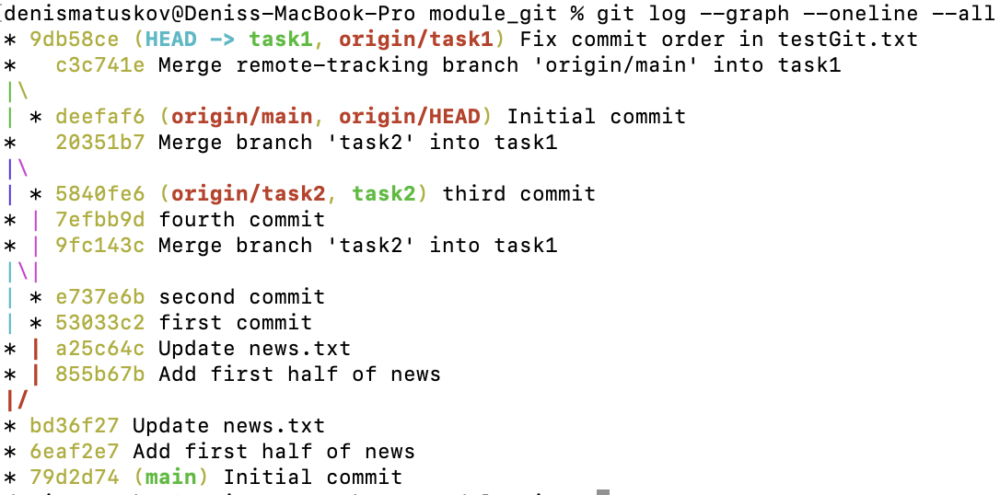 denismatuskov@Deniss-MacBook-Pro module_git % git log --graph --oneline --all
* 9db58ce (HEAD -> task1, origin/task1) Fix commit order in testGit.txt
*   c3c741e Merge remote-tracking branch 'origin/main' into task1
|\
| * deefaf6 (origin/main, origin/HEAD) Initial commit
*   20351b7 Merge branch 'task2' into task1
|\
| * 5840fe6 (origin/task2, task2) third commit
* | 7efbb9d fourth commit
* | 9fc143c Merge branch 'task2' into task1
|\|
| * e737e6b second commit
| * 53033c2 first commit
* | a25c64c Update news.txt
* | 855b67b Add first half of news
|/
* bd36f27 Update news.txt
* 6eaf2e7 Add first half of news
* 79d2d74 (main) Initial commit